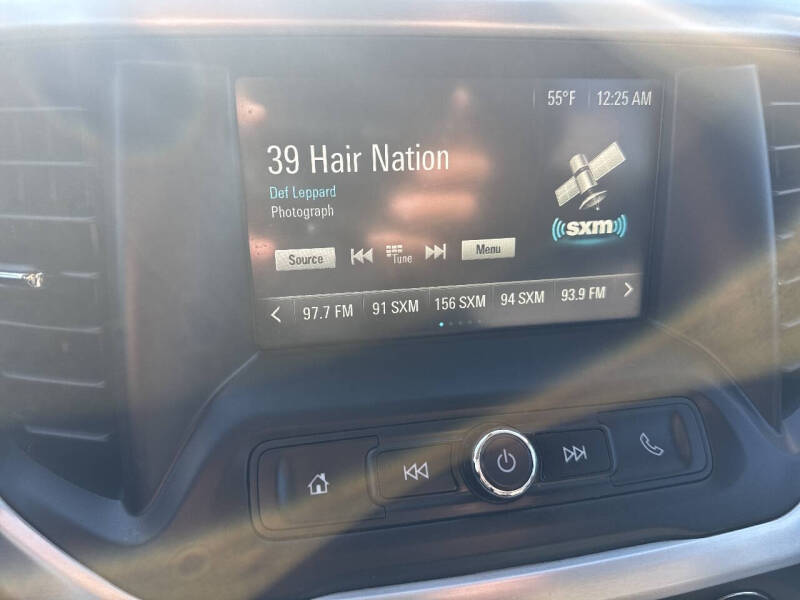 55°F 12:25 AM
39 Hair Nation
Def Leppard
Photograph
sxm
Source Tune Menu
97.7 FM 91 SXM 156 SXM 94 SXM 93.9 FM